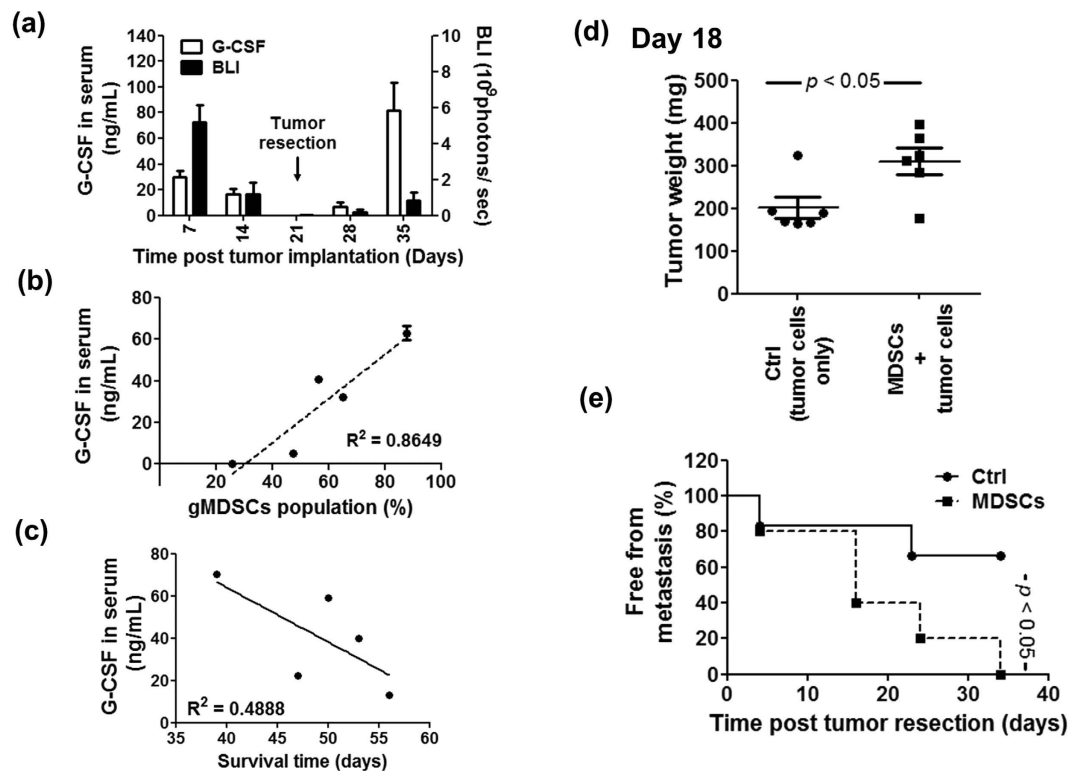 (a)
G-CSF in serum
(ng/mL)
140
120
100
80
60
40
20
0
G-CSF
BLI
Tumor
resection
10
8
6
4
2
0
BLI (10⁹photons/ sec)
7
14
21
28
35
Time post tumor implantation (Days)
(b)
G-CSF in serum
(ng/mL)
80
60
40
20
0
R² = 0.8649
20
40
60
80
100
gMDSCs population (%)
(c)
G-CSF in serum
(ng/mL)
80
60
40
20
0
R² = 0.4888
35
40
45
50
55
60
Survival time (days)
(d) Day 18
Tumor weight (mg)
500
400
300
200
100
0
p < 0.05
Ctrl
(tumor cells
only)
MDSCs
+
tumor cells
(e)
Free from
metastasis (%)
120
100
80
60
40
20
0
Ctrl
MDSCs
p < 0.05
0
10
20
30
40
Time post tumor resection (days)